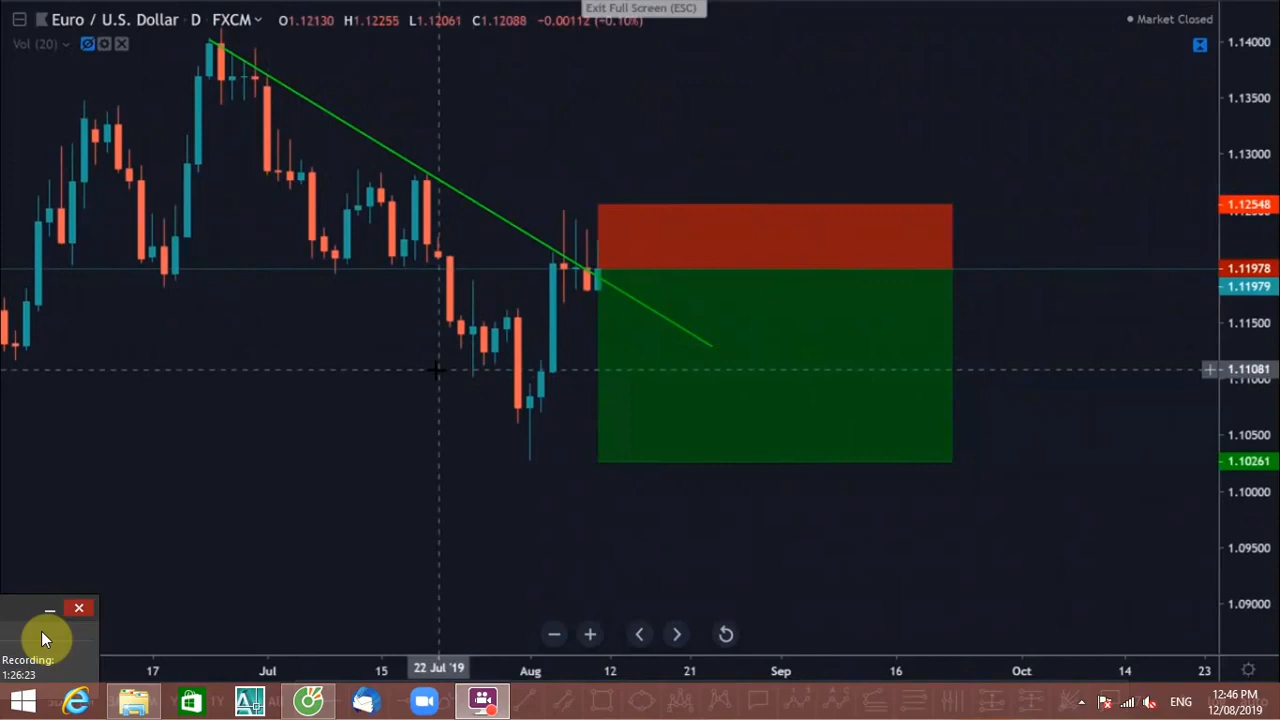 Exit Full Screen (ESC)
Euro / U.S. Dollar D FXCM O1.12130 H1.12255 L1.12061 C1.12088 −0.00112 (−0.10%)
Market Closed
Vol (20)
1.14000
1.13500
1.13000
1.12548
1.11978
1.11979
1.11500
1.11081
1.11000
1.10500
1.10261
1.10000
1.09500
1.09000
17 Jul 15 22 Jul '19 Aug 12 21 Sep 16 Oct 14 23
Recording:
1:26:23
ENG
12:46 PM
12/08/2019